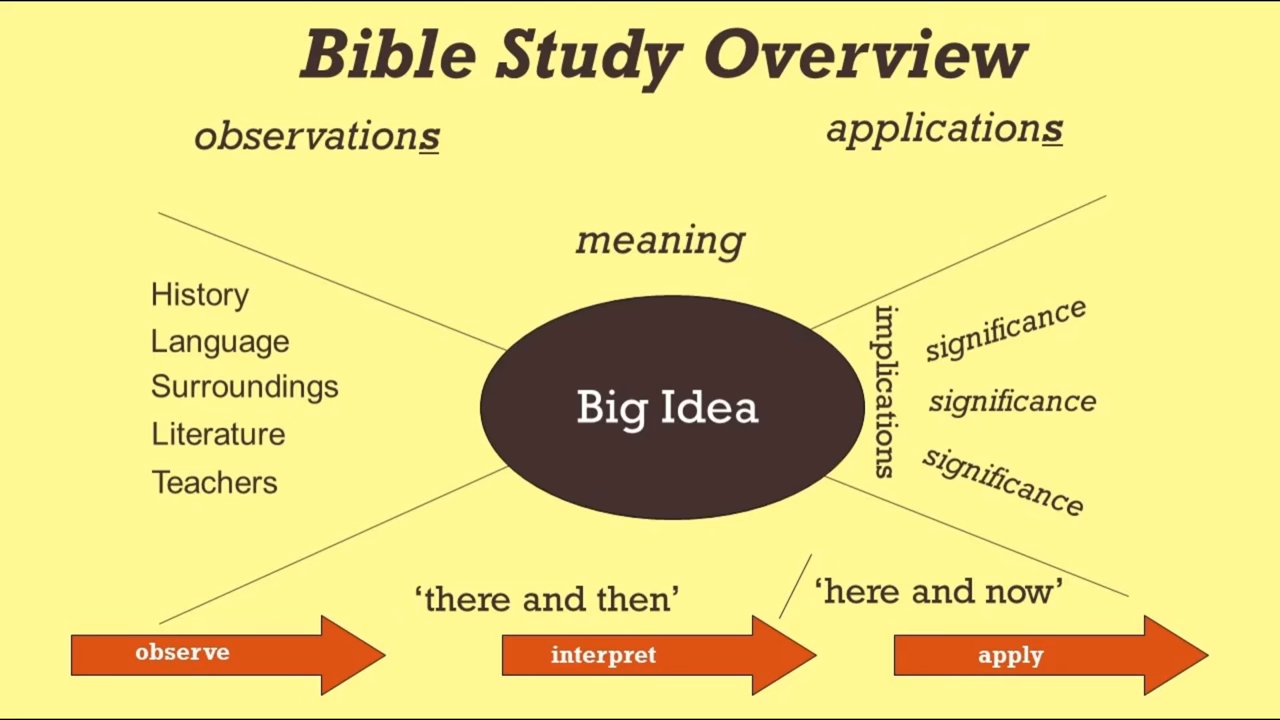 Bible Study Overview
observations
applications
meaning
History
Language
Surroundings
Literature
Teachers
Big Idea
implications
significance
significance
significance
‘there and then’
‘here and now’
observe
interpret
apply